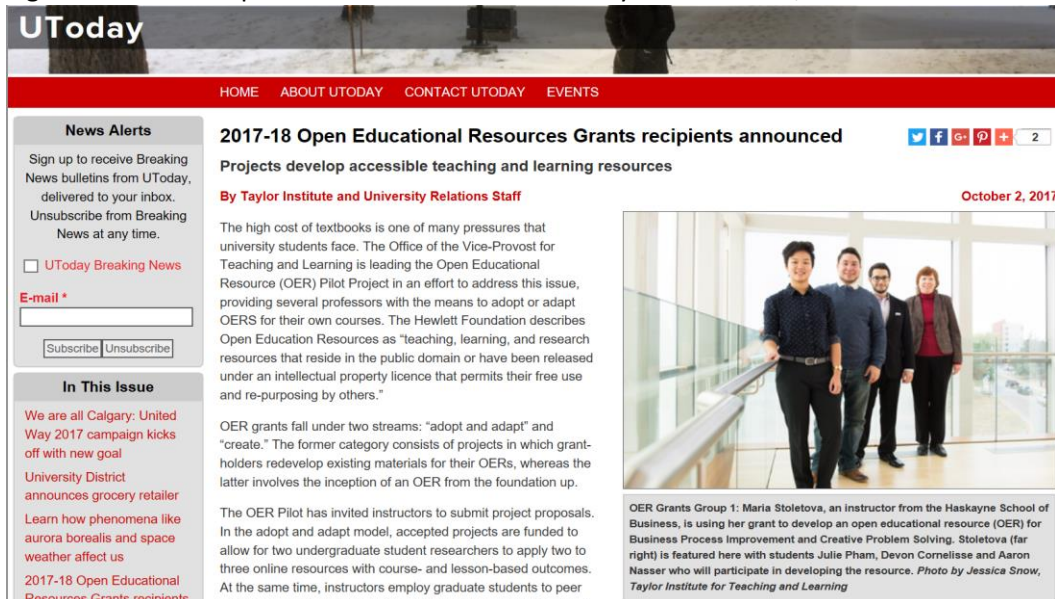 UToday
HOME ABOUT UTODAY CONTACT UTODAY EVENTS
News Alerts
Sign up to receive Breaking
News bulletins from UToday,
delivered to your inbox.
Unsubscribe from Breaking
News at any time.
UToday Breaking News
E-mail *
Subscribe Unsubscribe
In This Issue
We are all Calgary: United
Way 2017 campaign kicks
off with new goal
University District
announces grocery retailer
Learn how phenomena like
aurora borealis and space
weather affect us
2017-18 Open Educational
Resources Grants recipients
2017-18 Open Educational Resources Grants recipients announced
2
Projects develop accessible teaching and learning resources
By Taylor Institute and University Relations Staff
October 2, 2017
The high cost of textbooks is one of many pressures that
university students face. The Office of the Vice-Provost for
Teaching and Learning is leading the Open Educational
Resource (OER) Pilot Project in an effort to address this issue,
providing several professors with the means to adopt or adapt
OERS for their own courses. The Hewlett Foundation describes
Open Education Resources as “teaching, learning, and research
resources that reside in the public domain or have been released
under an intellectual property licence that permits their free use
and re-purposing by others.”
OER grants fall under two streams: “adopt and adapt” and
“create.” The former category consists of projects in which grant-
holders redevelop existing materials for their OERs, whereas the
latter involves the inception of an OER from the foundation up.
The OER Pilot has invited instructors to submit project proposals.
In the adopt and adapt model, accepted projects are funded to
allow for two undergraduate student researchers to apply two to
three online resources with course- and lesson-based outcomes.
At the same time, instructors employ graduate students to peer
OER Grants Group 1: Maria Stoletova, an instructor from the Haskayne School of
Business, is using her grant to develop an open educational resource (OER) for
Business Process Improvement and Creative Problem Solving. Stoletova (far
right) is featured here with students Julie Pham, Devon Cornelisse and Aaron
Nasser who will participate in developing the resource. Photo by Jessica Snow,
Taylor Institute for Teaching and Learning